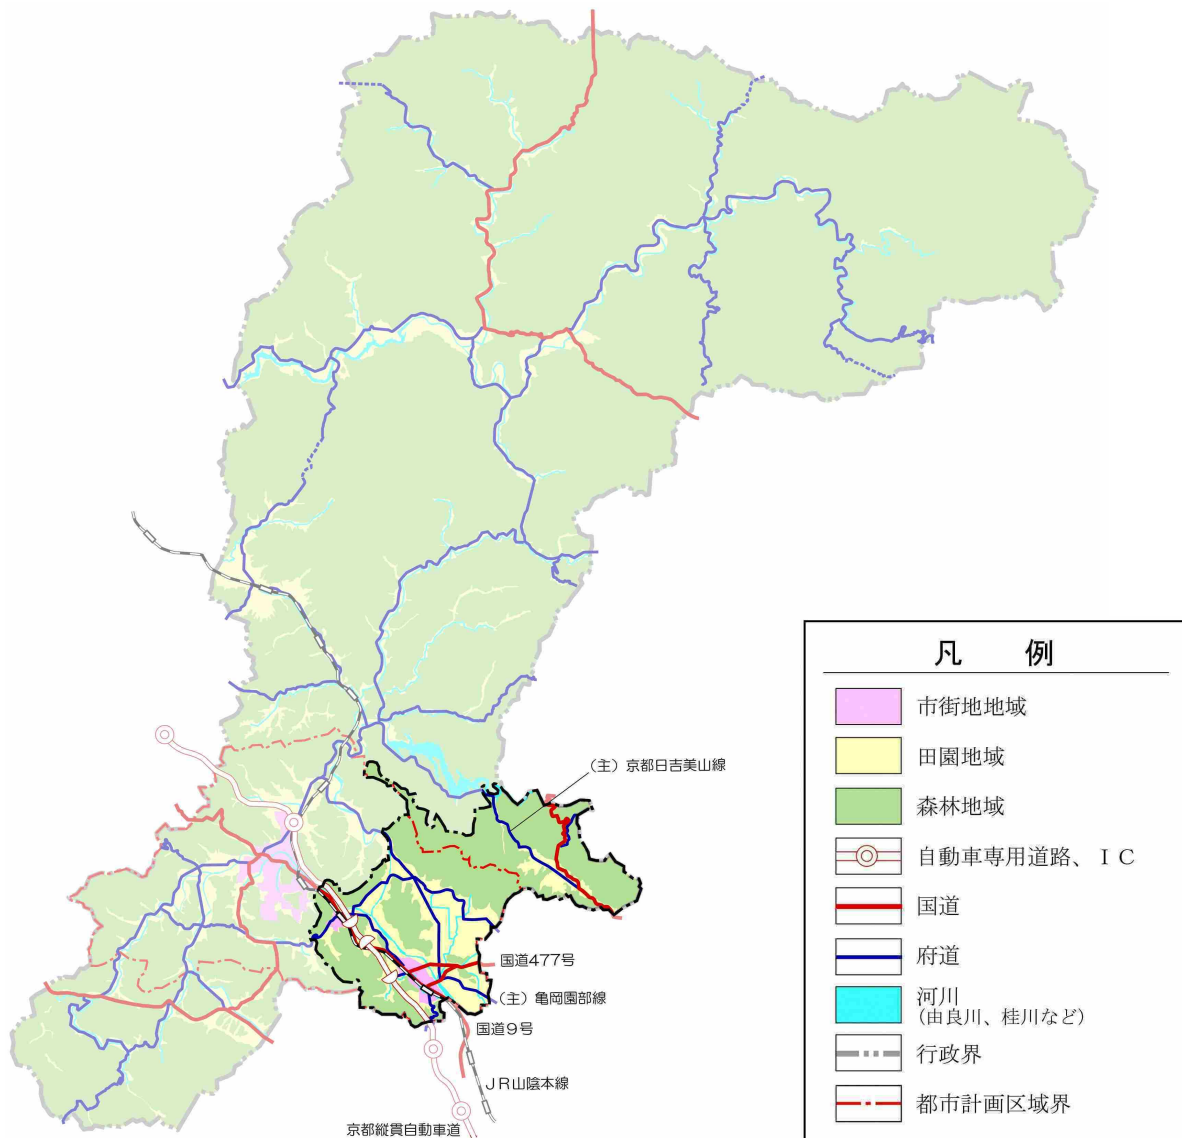 凡 例
市街地地域
田園地域
森林地域
自動車専用道路、IC
国道
府道
河川
(由良川、桂川など)
行政界
都市計画区域界
(主)京都日吉美山線
国道477号
(主)亀岡園部線
国道9号
JR山陰本線
京都縦貫自動車道